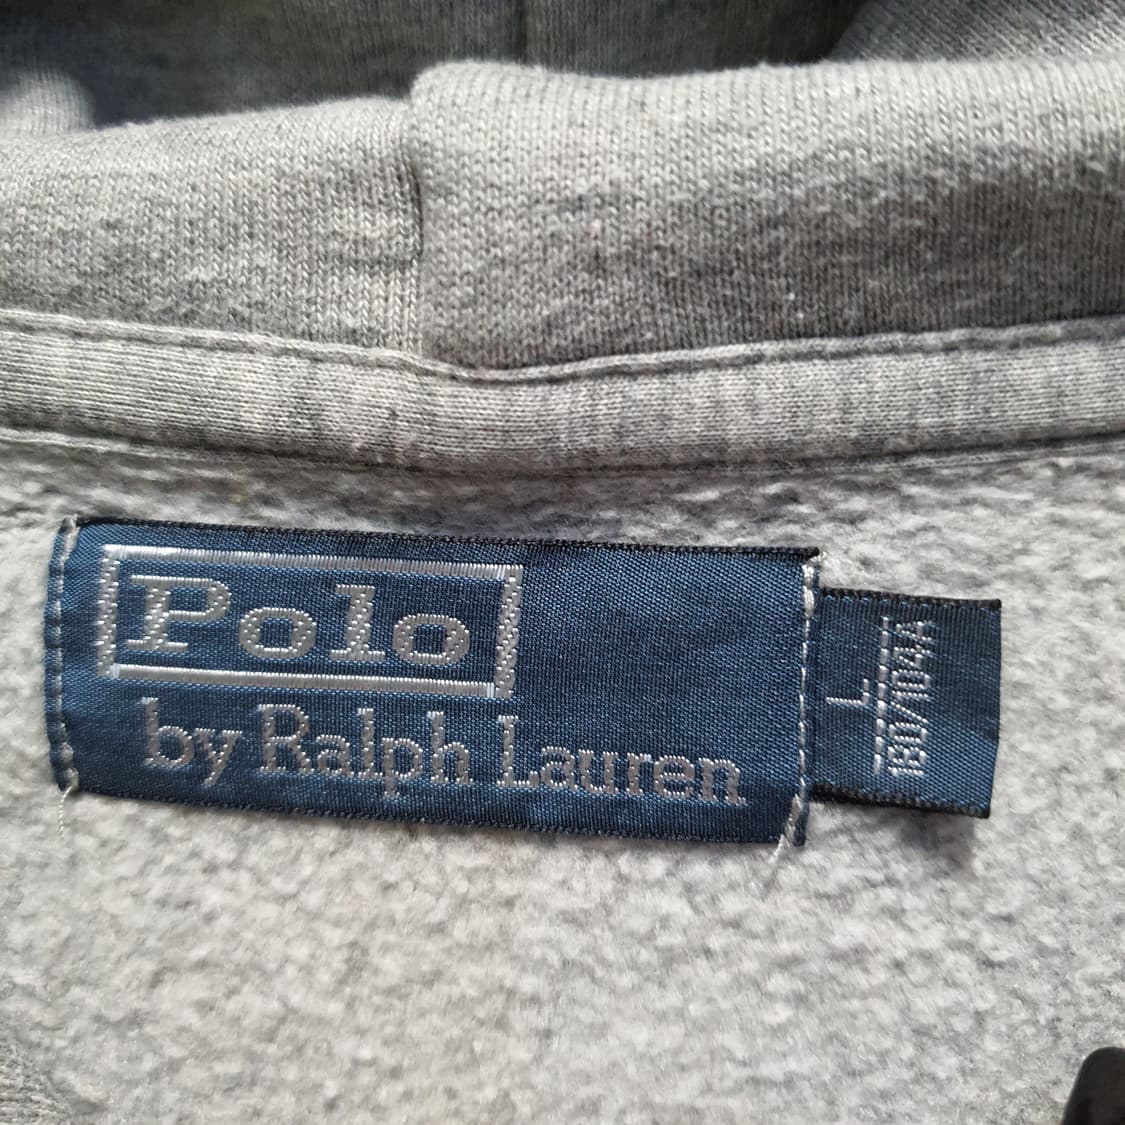 Polo
by Ralph Lauren
L
180/104A